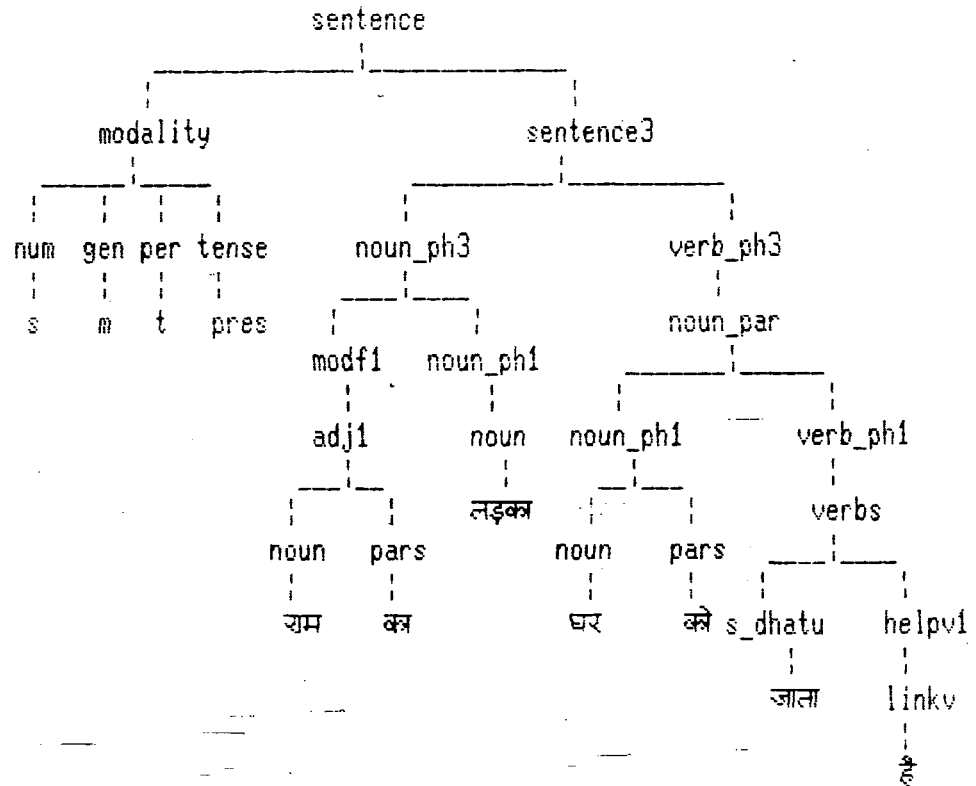 sentence
modality sentence3
num gen per tense noun_ph3 verb_ph3
s m t pres noun_par
modf1 noun_ph1
adj1 noun noun_ph1 verb_ph1
लड़का verbs
noun pars noun pars
राम का घर को s_dhatu helpv1
जाता linkv
है